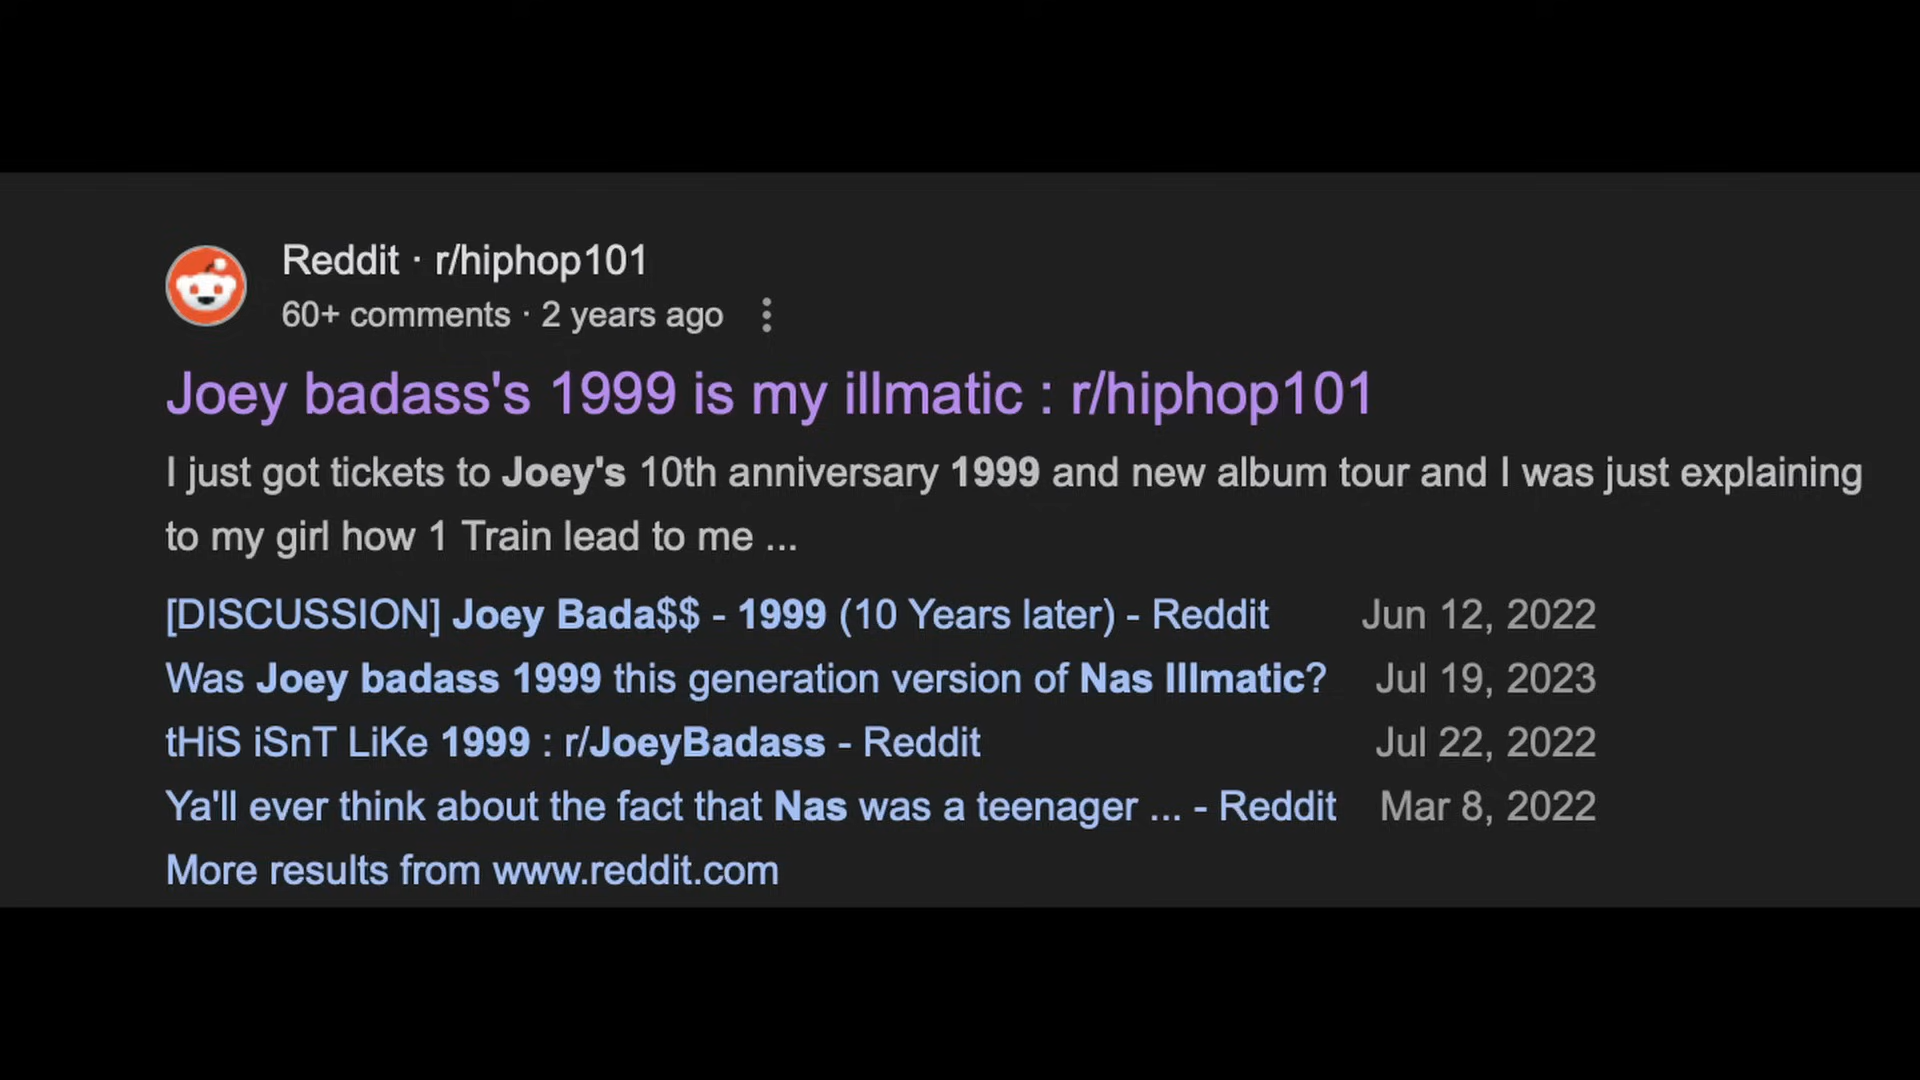 Reddit · r/hiphop101
60+ comments · 2 years ago
Joey badass's 1999 is my illmatic : r/hiphop101
I just got tickets to Joey's 10th anniversary 1999 and new album tour and I was just explaining
to my girl how 1 Train lead to me ...
[DISCUSSION] Joey Bada$$ - 1999 (10 Years later) - Reddit Jun 12, 2022
Was Joey badass 1999 this generation version of Nas Illmatic? Jul 19, 2023
tHiS iSnT LiKe 1999 : r/JoeyBadass - Reddit Jul 22, 2022
Ya'll ever think about the fact that Nas was a teenager ... - Reddit Mar 8, 2022
More results from www.reddit.com